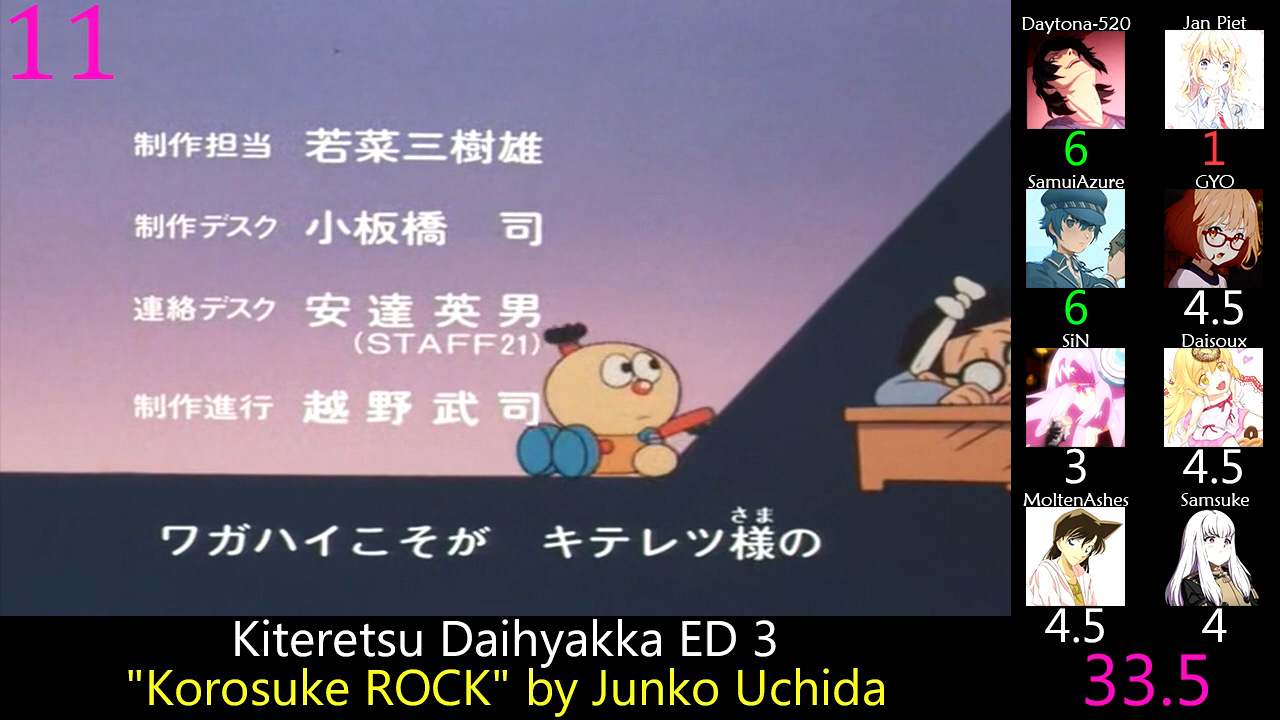 11
制作担当 若菜三樹雄
制作デスク 小板橋 司
連絡デスク 安達英男
(STAFF21)
制作進行 越野武司
さま
ワガハイこそが キテレツ様の
Kiteretsu Daihyakka ED 3
"Korosuke ROCK" by Junko Uchida
Daytona-520 Jan Piet
6 1
SamuiAzure GYO
6 4.5
SiN Daisoux
3 4.5
MoltenAshes Samsuke
4.5 4
33.5